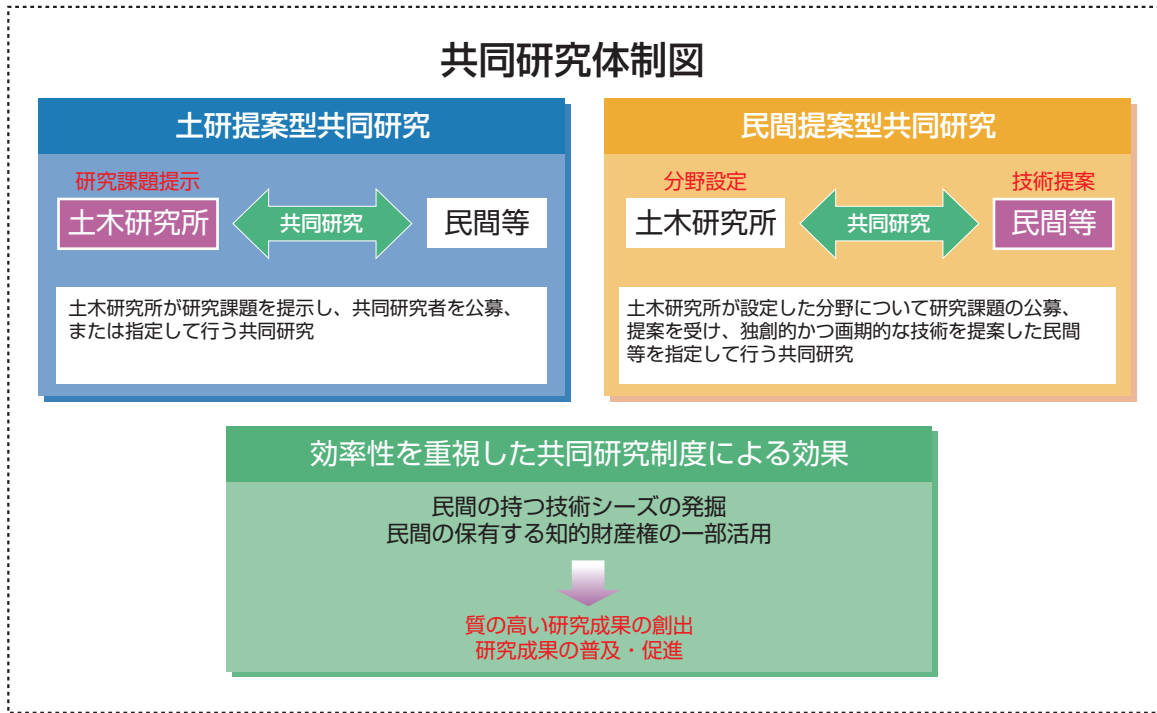 共同研究体制図
土研提案型共同研究
研究課題提示
土木研究所
共同研究
民間等
土木研究所が研究課題を提示し、共同研究者を公募、
または指定して行う共同研究
民間提案型共同研究
分野設定
技術提案
土木研究所
共同研究
民間等
土木研究所が設定した分野について研究課題の公募、
提案を受け、独創的かつ画期的な技術を提案した民間
等を指定して行う共同研究
効率性を重視した共同研究制度による効果
民間の持つ技術シーズの発掘
民間の保有する知的財産権の一部活用
質の高い研究成果の創出
研究成果の普及・促進